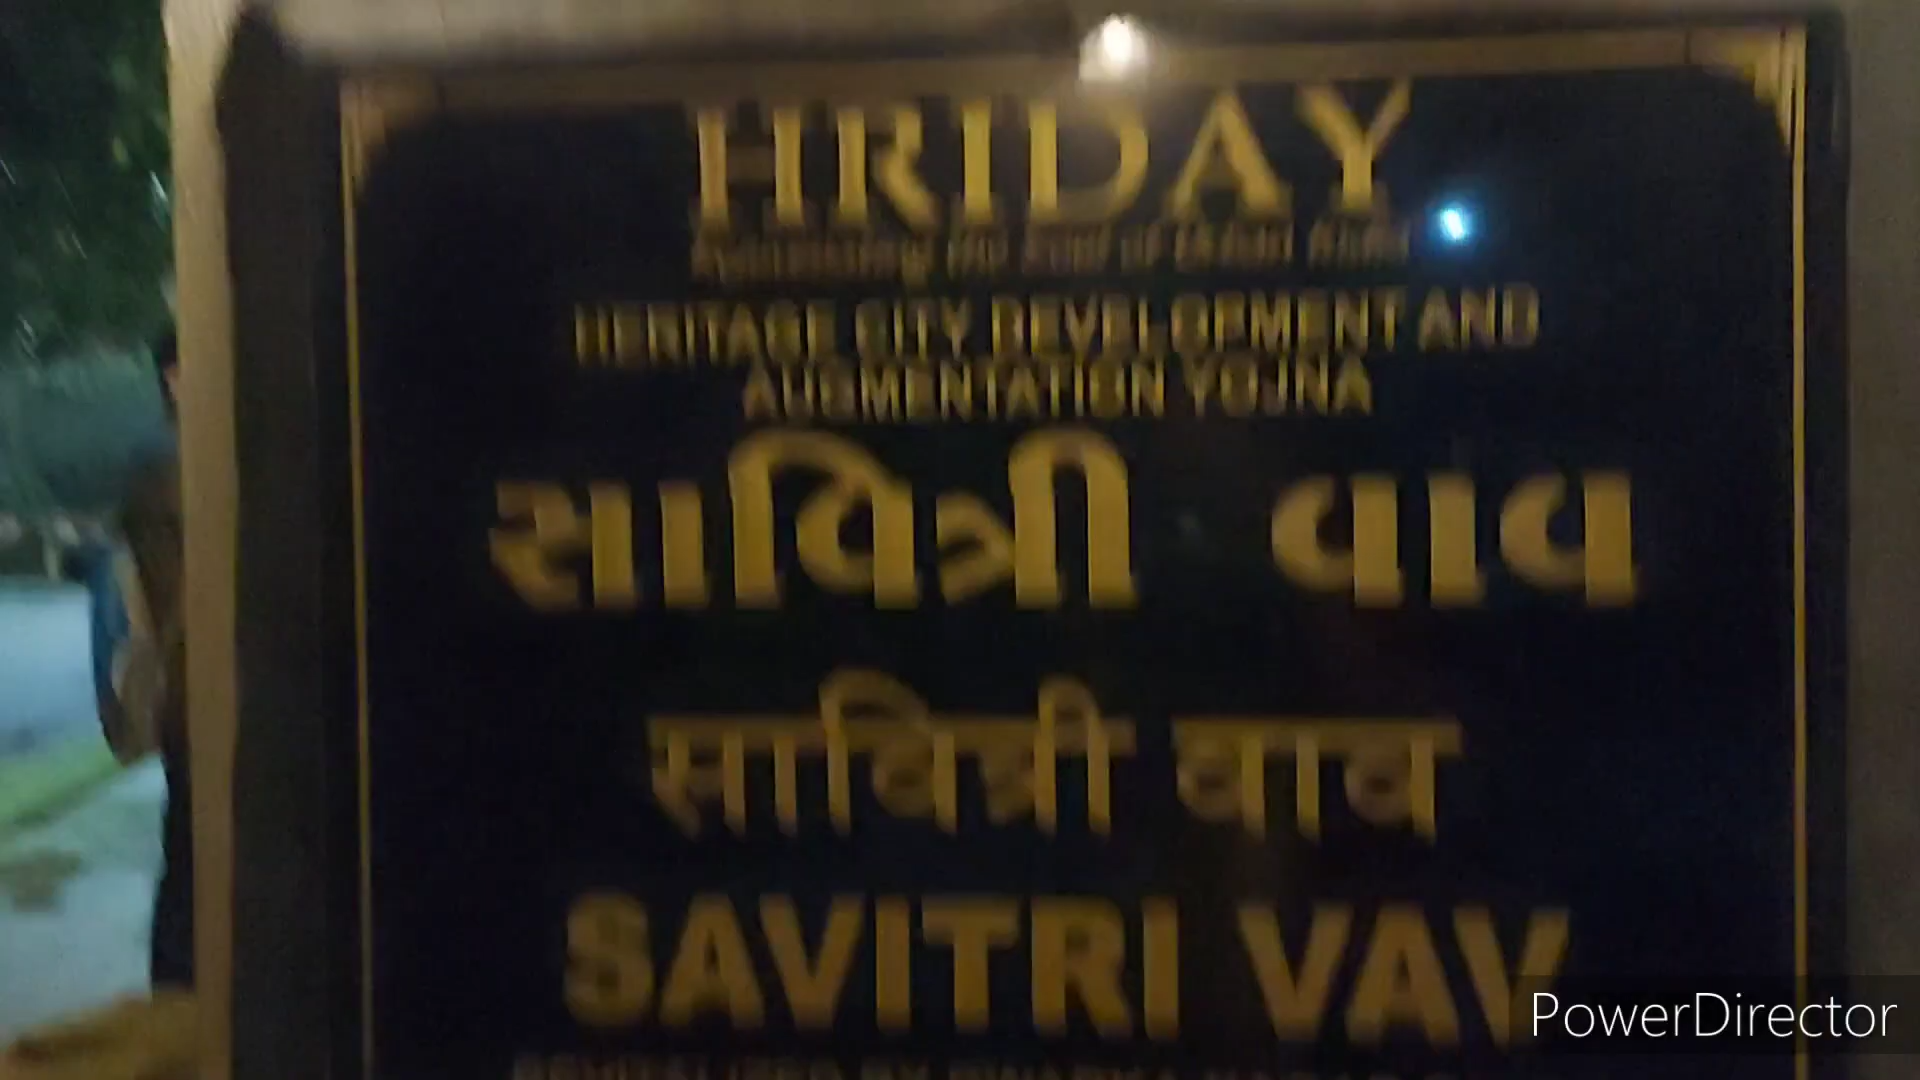 HRIDAY
HERITAGE CITY DEVELOPMENT AND
AUGMENTATION YOJNA
સાવિત્રી વાવ
सावित्री वाव
SAVITRI VAV
PowerDirector